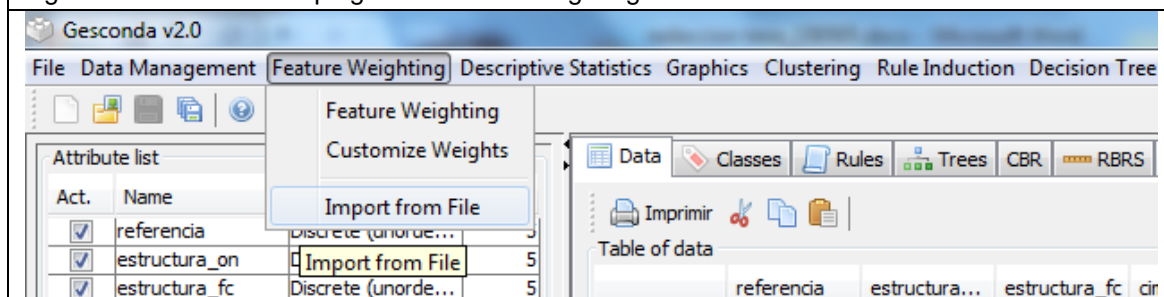 Gesconda v2.0
File Data Management Feature Weighting Descriptive Statistics Graphics Clustering Rule Induction Decision Tree
Feature Weighting
Customize Weights
Import from File
Import from File
Attribute list
Act. Name
referencia Discrete (unorde... 5
estructura_on 5
estructura_fc Discrete (unorde... 5
Data Classes Rules Trees CBR RBRS
Imprimir
Table of data
referencia estructura... estructura_fc